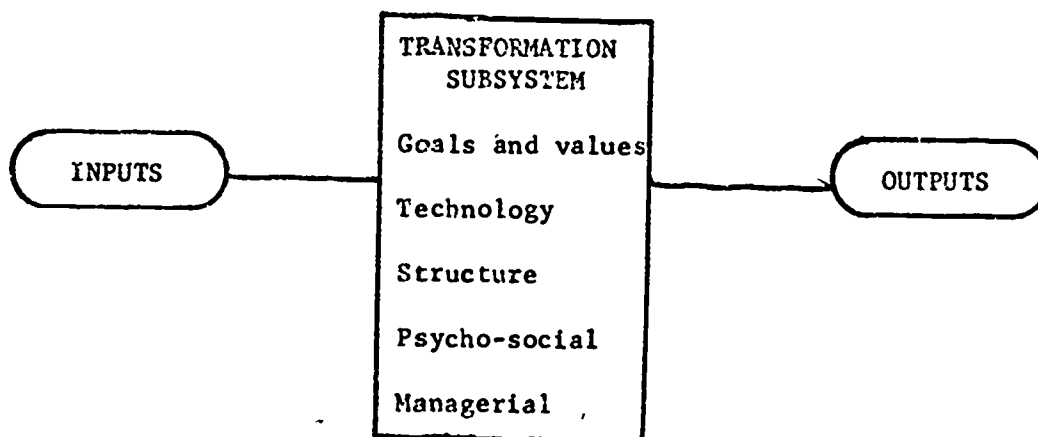 TRANSFORMATION
SUBSYSTEM
Goals and values
INPUTS
OUTPUTS
Technology
Structure
Psycho-social
Managerial